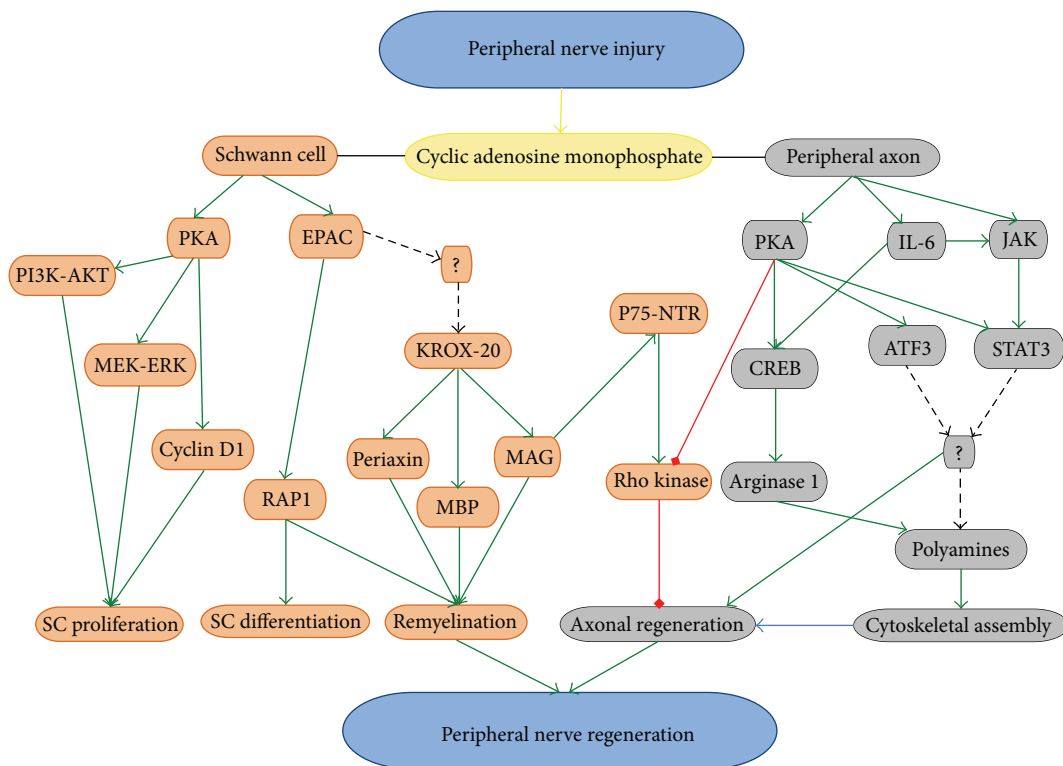 Peripheral nerve injury
Schwann cell
Cyclic adenosine monophosphate
Peripheral axon
PKA
EPAC
PKA
IL-6
JAK
PI3K-AKT
?
P75-NTR
MEK-ERK
KROX-20
CREB
ATF3
STAT3
Cyclin D1
Periaxin
MAG
?
RAP1
MBP
Rho kinase
Arginase 1
Polyamines
SC proliferation
SC differentiation
Remyelination
Axonal regeneration
Cytoskeletal assembly
Peripheral nerve regeneration